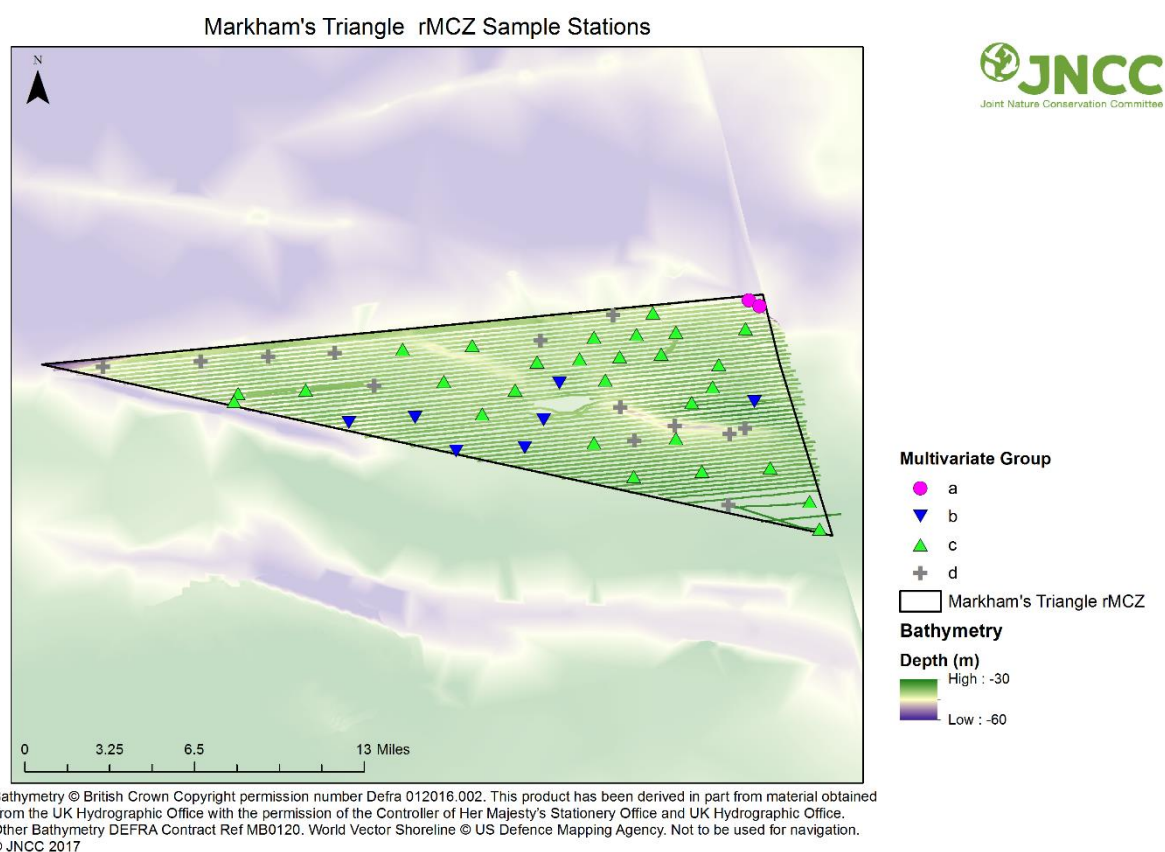 Markham's Triangle rMCZ Sample Stations
N
JNCC
Joint Nature Conservation Committee
Multivariate Group
a
b
c
d
Markham's Triangle rMCZ
Bathymetry
Depth (m)
High : -30
Low : -60
0 3.25 6.5 13 Miles
Bathymetry © British Crown Copyright permission number Defra 012016.002. This product has been derived in part from material obtained
from the UK Hydrographic Office with the permission of the Controller of Her Majesty's Stationery Office and UK Hydrographic Office.
Other Bathymetry DEFRA Contract Ref MB0120. World Vector Shoreline © US Defence Mapping Agency. Not to be used for navigation.
© JNCC 2017